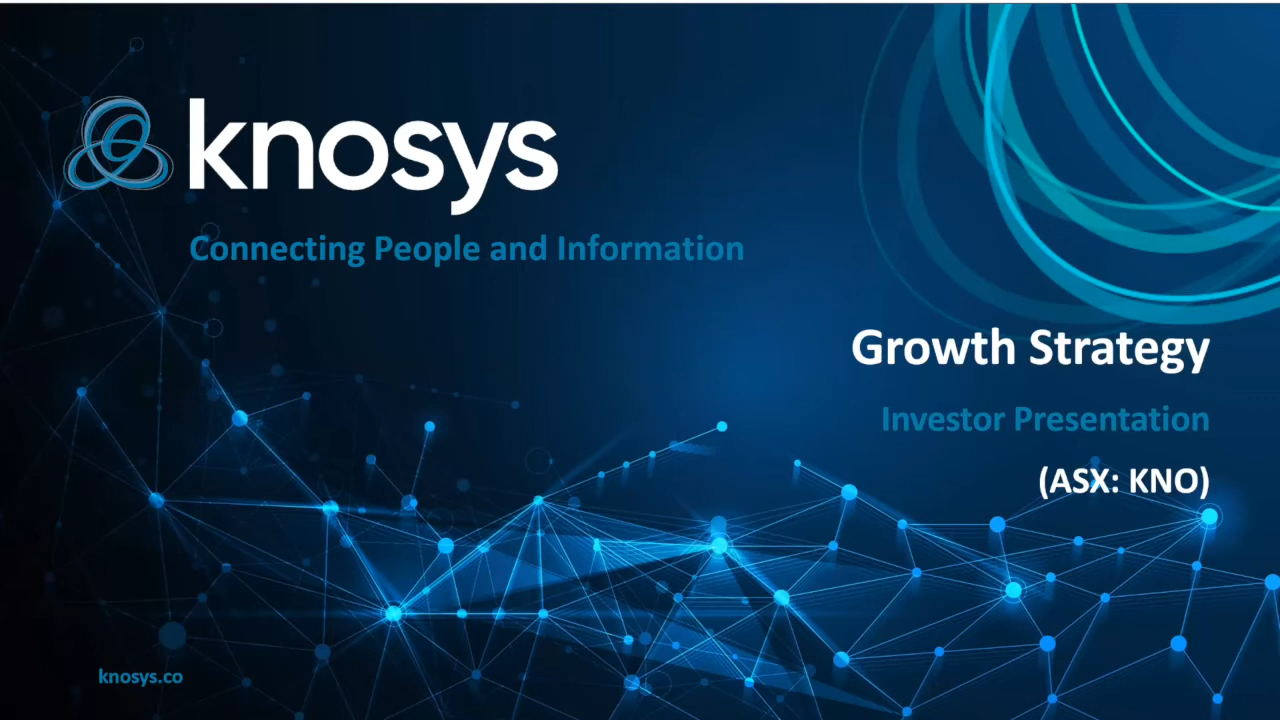 knosys
Connecting People and Information
Growth Strategy
Investor Presentation
(ASX: KNO)
knosys.co